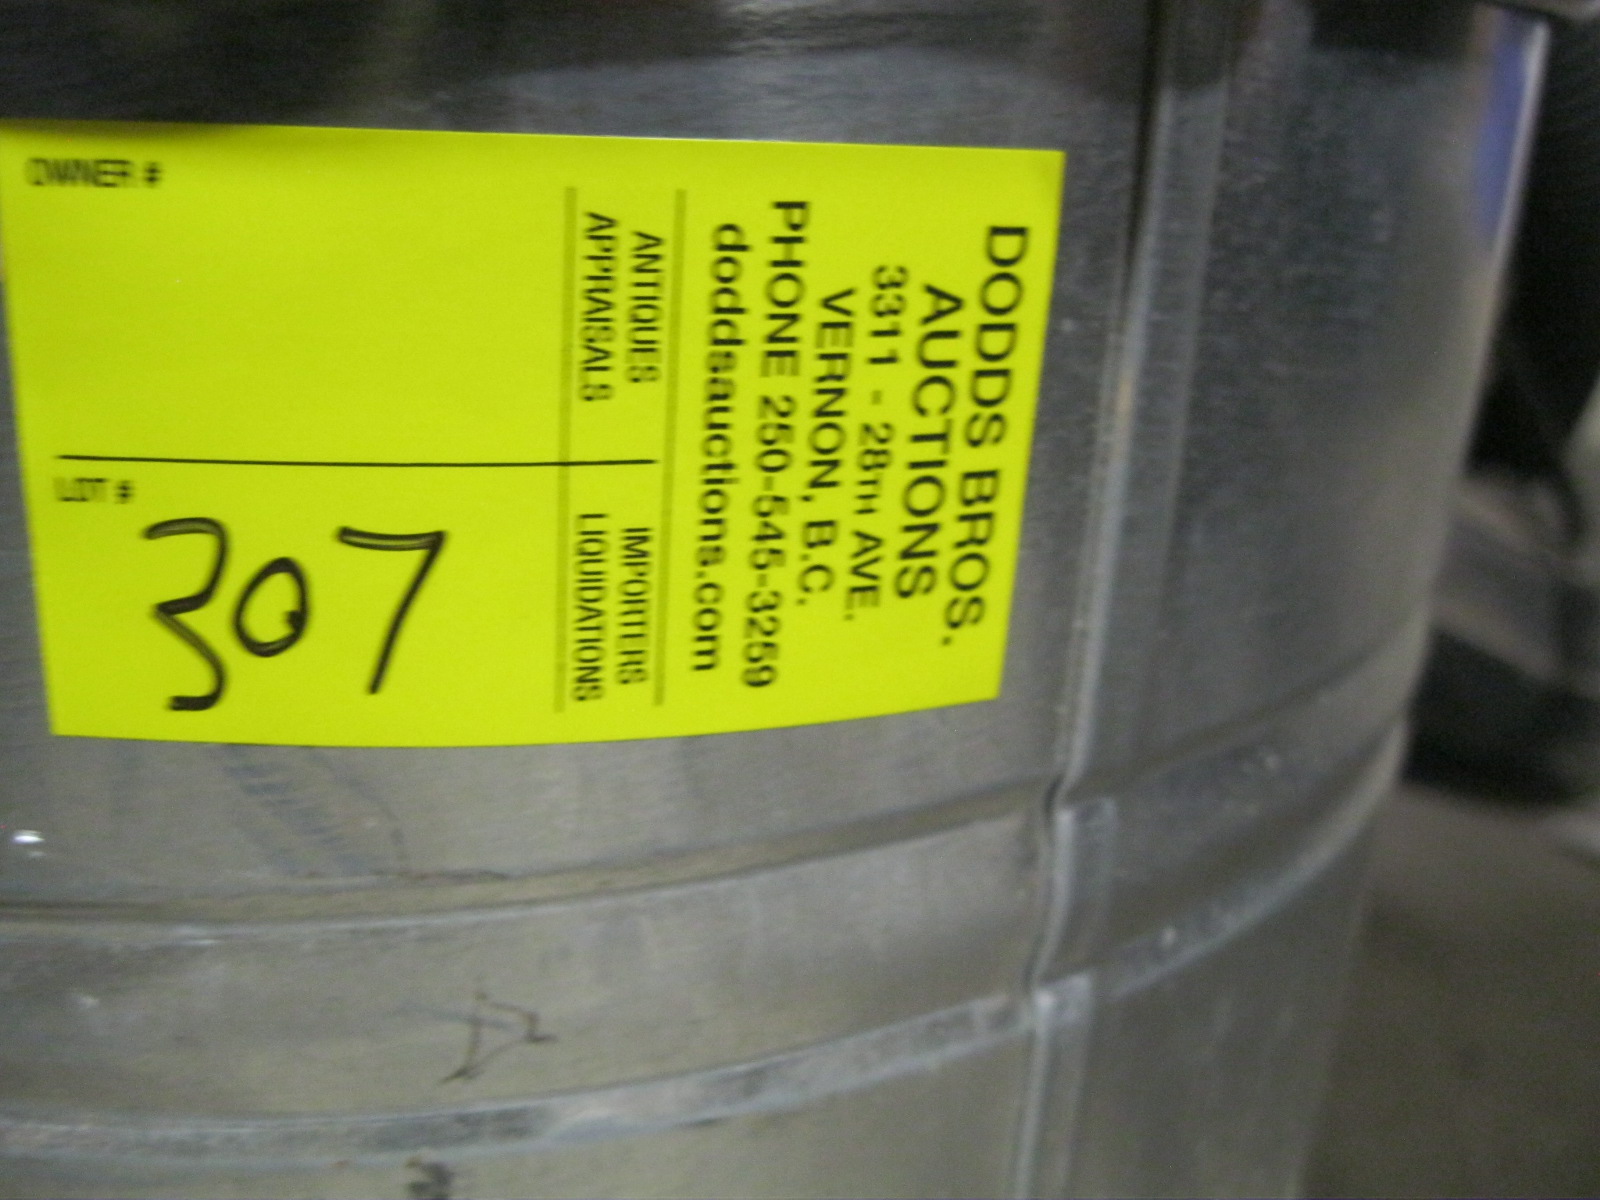 DODDS BROS.
AUCTIONS
3311 - 28TH AVE.
VERNON, B.C.
PHONE 250-545-3259
doddsauctions.com
ANTIQUES IMPORTERS
APPRAISALS LIQUIDATIONS
OWNER #
LOT #
307